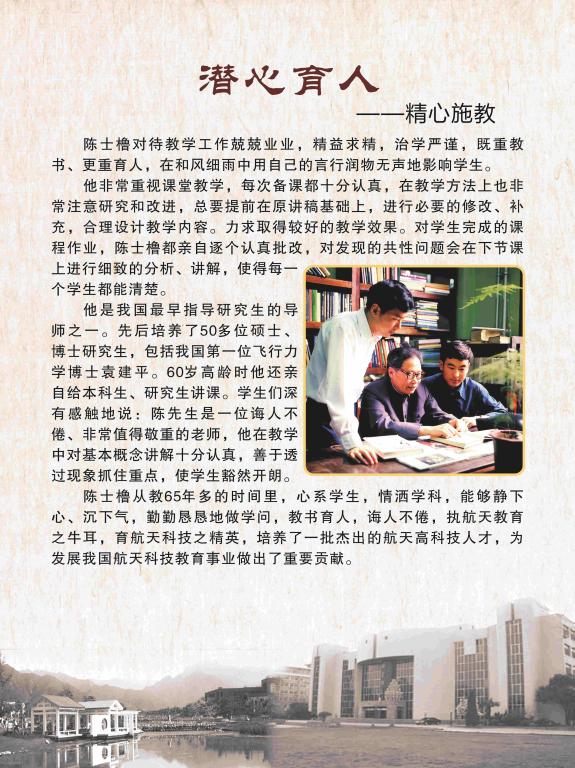 潜心育人
——精心施教
陈士橹对待教学工作兢兢业业，精益求精，治学严谨，既重教
书、更重育人，在和风细雨中用自己的言行润物无声地影响学生。
他非常重视课堂教学，每次备课都十分认真，在教学方法上也非
常注意研究和改进，总要提前在原讲稿基础上，进行必要的修改、补
充，合理设计教学内容。力求取得较好的教学效果。对学生完成的课
程作业，陈士橹都亲自逐个认真批改，对发现的共性问题会在下节课
上进行细致的分析、讲解，使得每一
个学生都能清楚。
他是我国最早指导研究生的导
师之一。先后培养了50多位硕士、
博士研究生，包括我国第一位飞行力
学博士袁建平。60岁高龄时他还亲
自给本科生、研究生讲课。学生们深
有感触地说：陈先生是一位诲人不
倦、非常值得敬重的老师，他在教学
中对基本概念讲解十分认真，善于透
过现象抓住重点，使学生豁然开朗。
陈士橹从教65年多的时间里，心系学生，情洒学科，能够静下
心、沉下气，勤勤恳恳地做学问，教书育人，诲人不倦，执航天教育
之牛耳，育航天科技之精英，培养了一批杰出的航天高科技人才，为
发展我国航天科技教育事业做出了重要贡献。